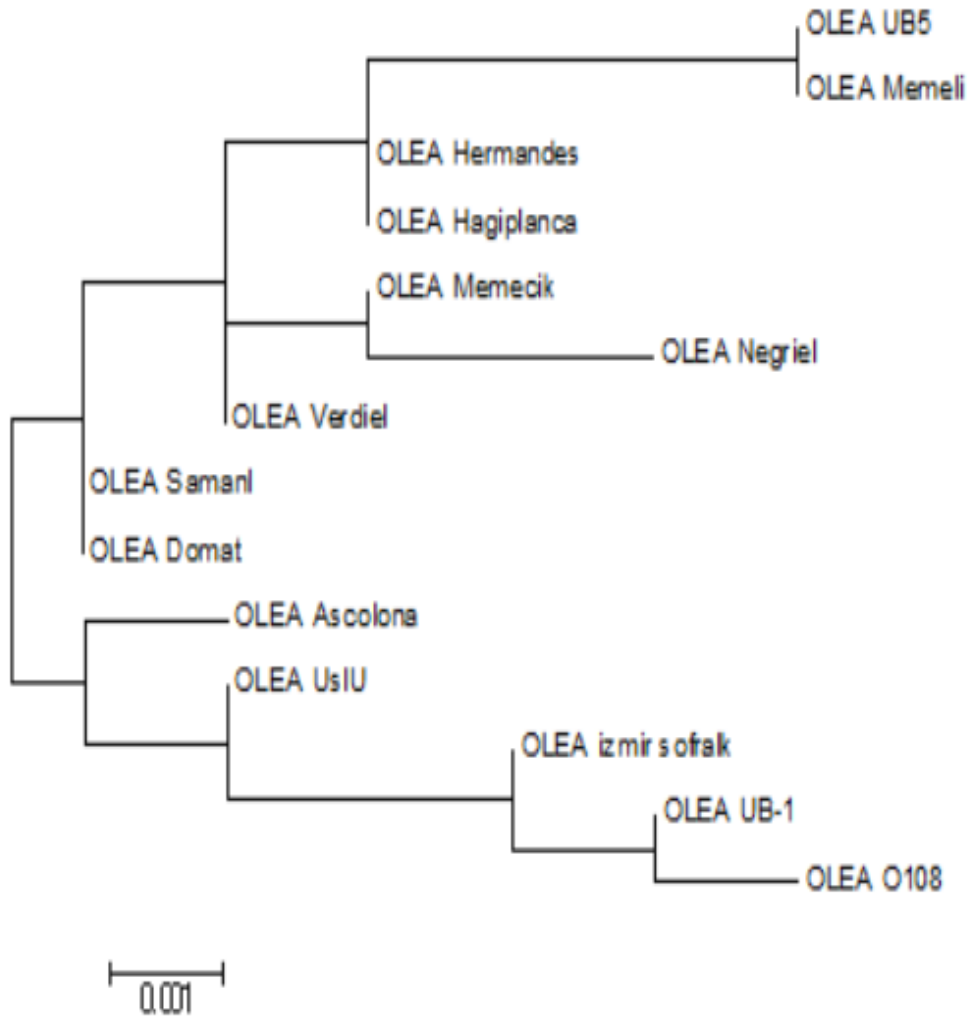 OLEA UB5
OLEA Memeli
OLEA Hermandes
OLEA Hagiplanca
OLEA Memecik
OLEA Negriel
OLEA Verdiel
OLEA Samanl
OLEA Domat
OLEA Ascolona
OLEA UslU
OLEA izmir sofralk
OLEA UB-1
OLEA O108
0.001